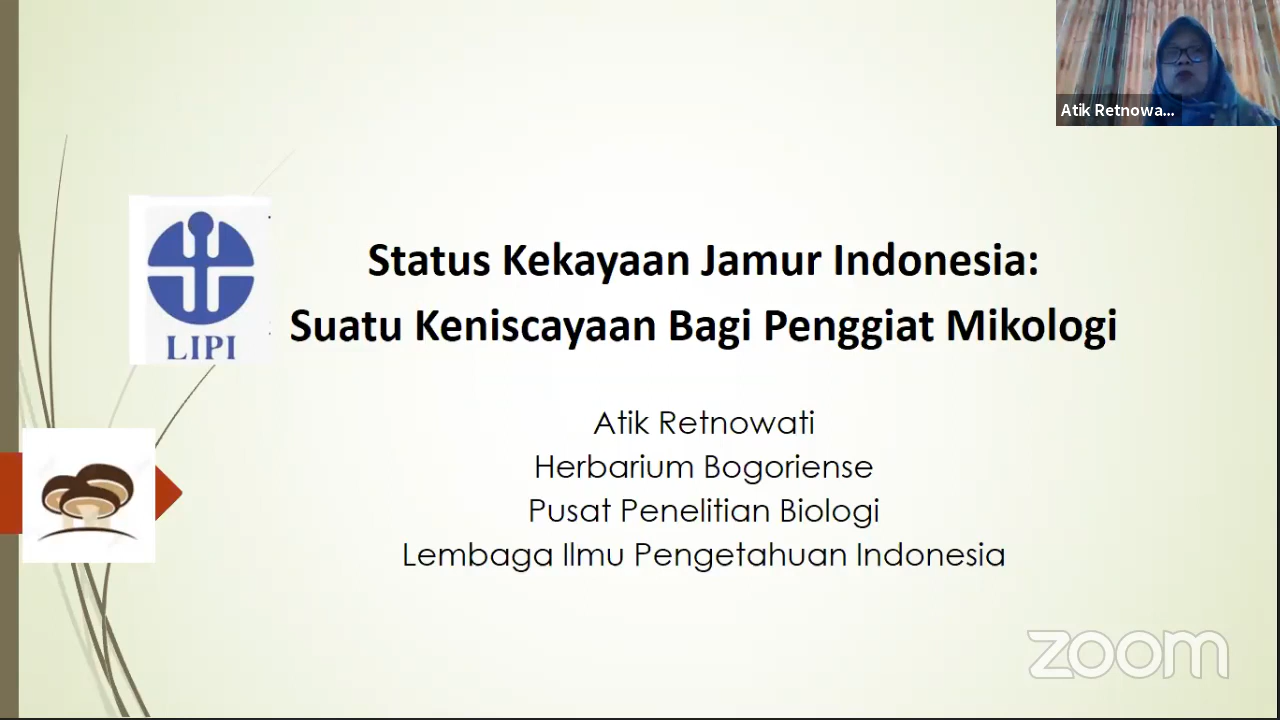 Atik Retnowa...
LIPI
Status Kekayaan Jamur Indonesia:
Suatu Keniscayaan Bagi Penggiat Mikologi
Atik Retnowati
Herbarium Bogoriense
Pusat Penelitian Biologi
Lembaga Ilmu Pengetahuan Indonesia
zoom